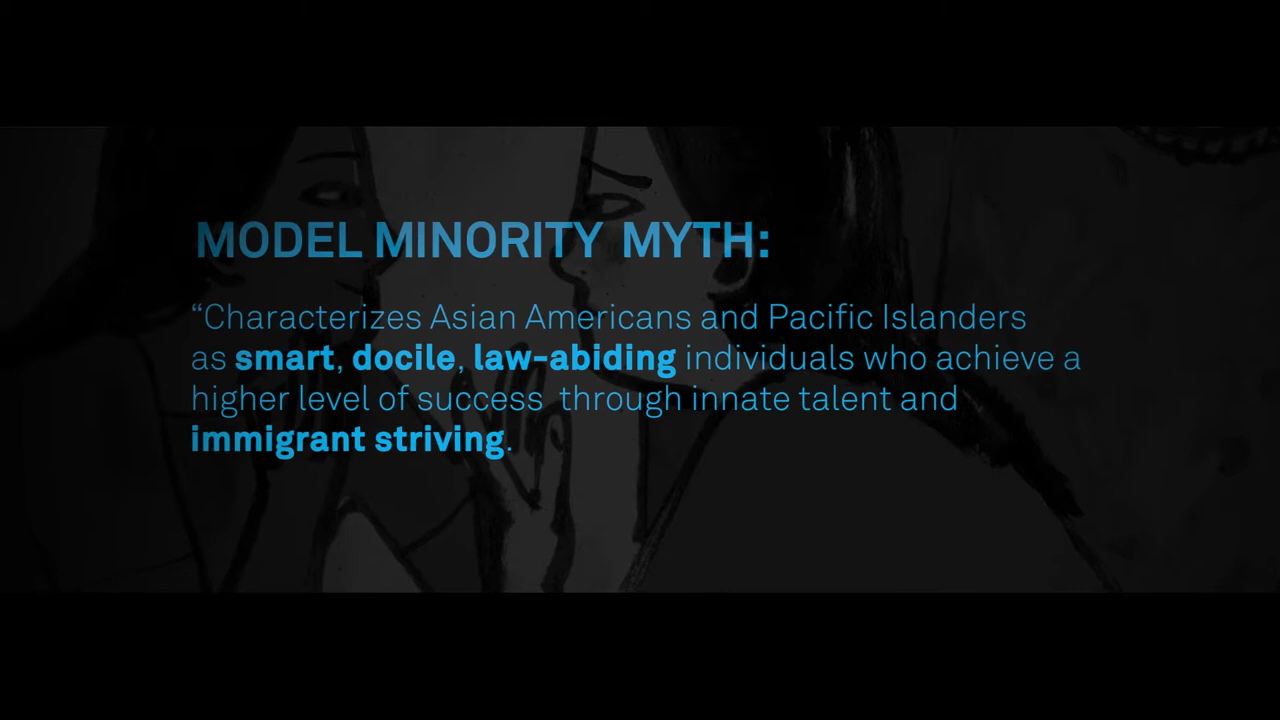 MODEL MINORITY MYTH:
“Characterizes Asian Americans and Pacific Islanders
as smart, docile, law-abiding individuals who achieve a
higher level of success through innate talent and
immigrant striving.